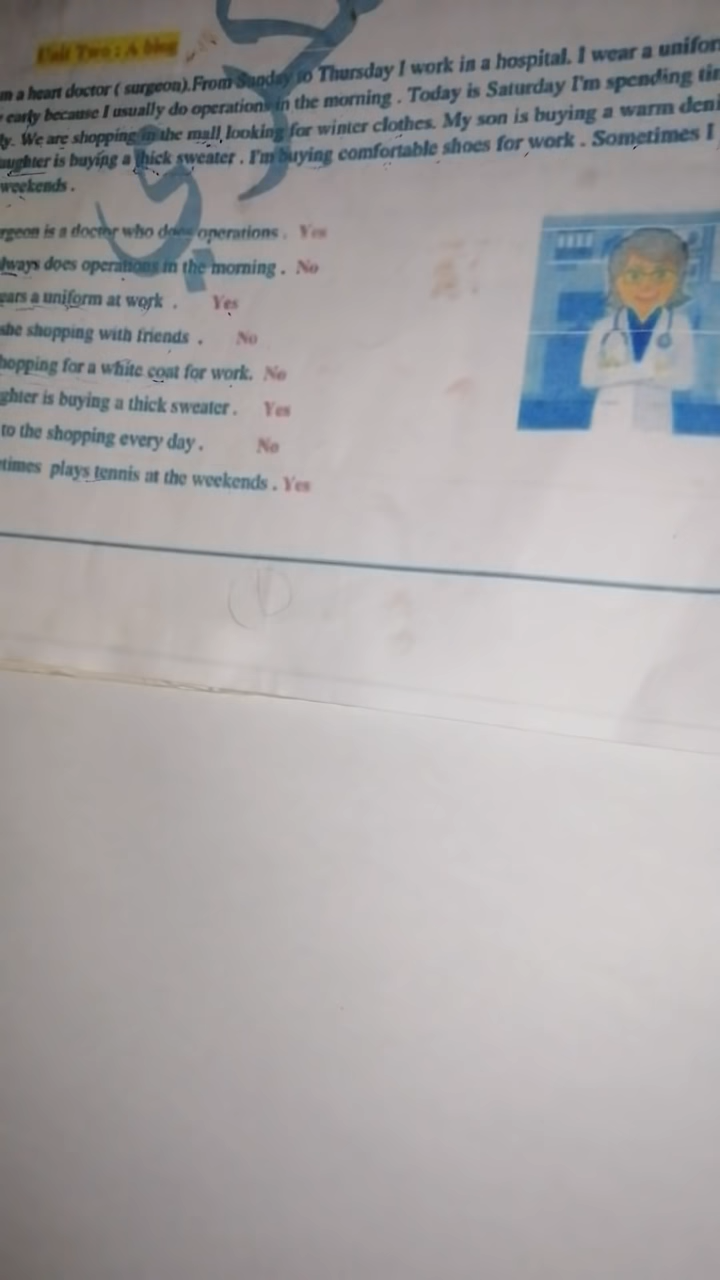 Unit Two : A blog
m a heart doctor ( surgeon).From Sunday to Thursday I work in a hospital. I wear a unifor
early because I usually do operations in the morning . Today is Saturday I'm spending
ly. We are shopping in the mall, looking for winter clothes. My son is buying a warm deni
aughter is buying a thick sweater . I'm buying comfortable shoes for work . Sometimes I
weekends .
rgeon is a doctor who does operations . Yes
lways does operations in the morning . No
ears a uniform at work . Yes
she shopping with friends . No
hopping for a white coat for work. No
ghter is buying a thick sweater . Yes
to the shopping every day . No
times plays tennis at the weekends . Yes